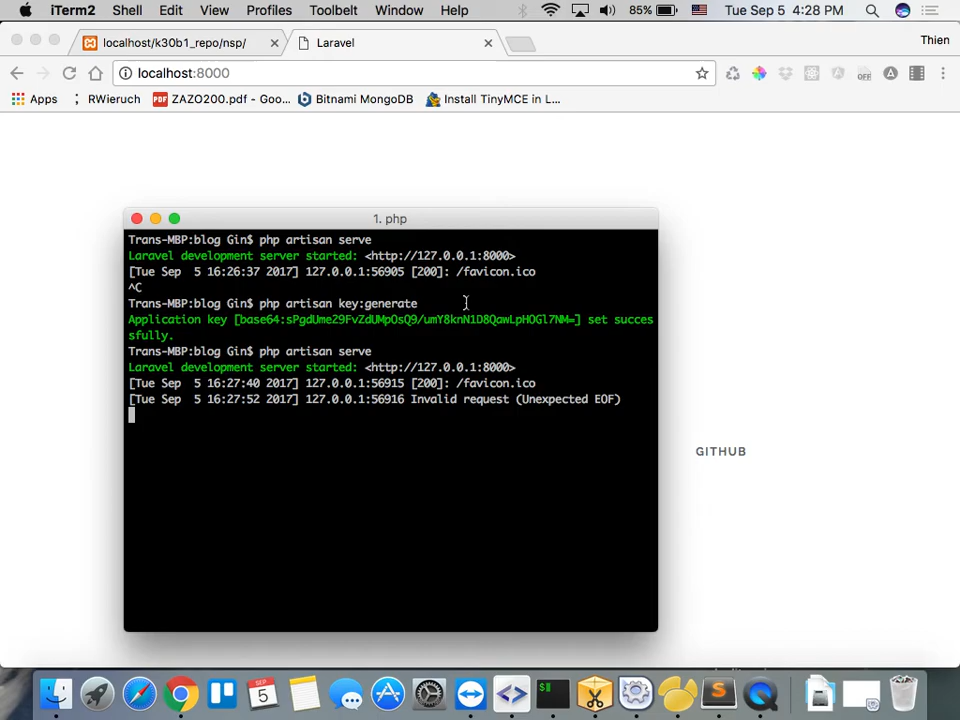 iTerm2 Shell Edit View Profiles Toolbelt Window Help 85% Tue Sep 5 4:28 PM
localhost/k30b1_repo/nsp/ Laravel Thien
localhost:8000 OFF
Apps ; RWieruch PDF ZAZO200.pdf - Goo... Bitnami MongoDB Install TinyMCE in L...
1. php
Trans-MBP:blog Gin$ php artisan serve
Laravel development server started: <http://127.0.0.1:8000>
[Tue Sep 5 16:26:37 2017] 127.0.0.1:56905 [200]: /favicon.ico
^C
Trans-MBP:blog Gin$ php artisan key:generate
Application key [base64:sPgdUme29FvZdUMpOsQ9/umY8knN1D8QawLpHOGl7NM=] set succes
sfully.
Trans-MBP:blog Gin$ php artisan serve
Laravel development server started: <http://127.0.0.1:8000>
[Tue Sep 5 16:27:40 2017] 127.0.0.1:56915 [200]: /favicon.ico
[Tue Sep 5 16:27:52 2017] 127.0.0.1:56916 Invalid request (Unexpected EOF)
GITHUB
SEP
5